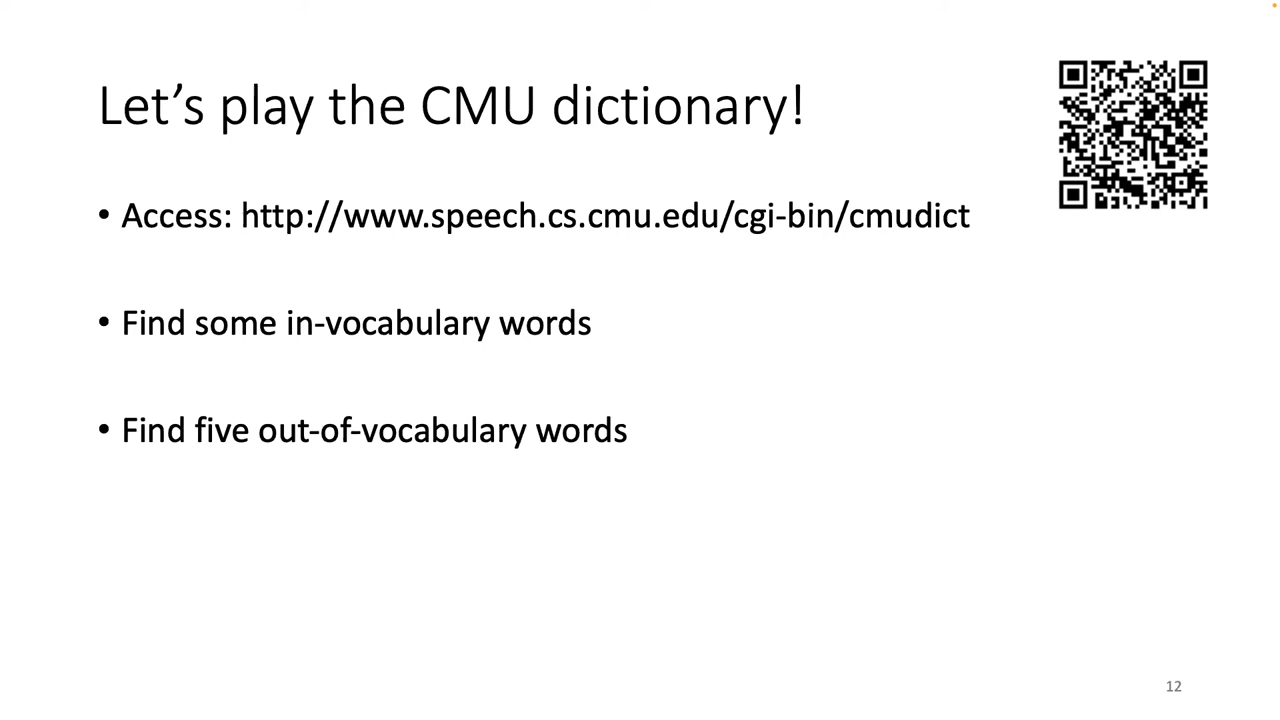 Let’s play the CMU dictionary!
• Access: http://www.speech.cs.cmu.edu/cgi-bin/cmudict
• Find some in-vocabulary words
• Find five out-of-vocabulary words
12